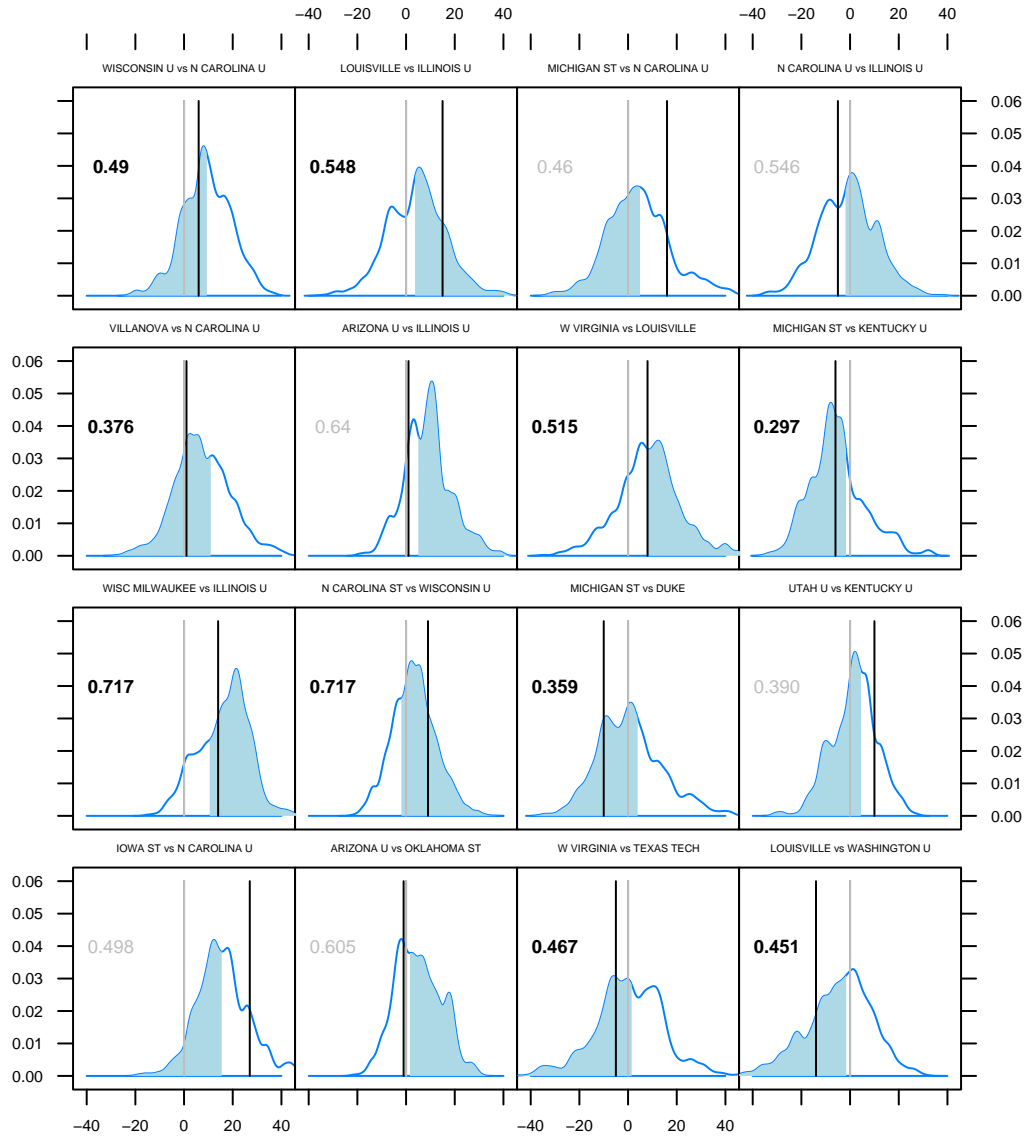 −40 −20 0 20 40 −40 −20 0 20 40
WISCONSIN U vs N CAROLINA U LOUISVILLE vs ILLINOIS U MICHIGAN ST vs N CAROLINA U N CAROLINA U vs ILLINOIS U
0.06
0.05
0.49 0.548 0.46 0.546 0.04
0.03
0.02
0.01
0.00
VILLANOVA vs N CAROLINA U ARIZONA U vs ILLINOIS U W VIRGINIA vs LOUISVILLE MICHIGAN ST vs KENTUCKY U
0.06
0.05
0.04 0.376 0.64 0.515 0.297
0.03
0.02
0.01
0.00
WISC MILWAUKEE vs ILLINOIS U N CAROLINA ST vs WISCONSIN U MICHIGAN ST vs DUKE UTAH U vs KENTUCKY U
0.06
0.05
0.717 0.717 0.359 0.390 0.04
0.03
0.02
0.01
0.00
IOWA ST vs N CAROLINA U ARIZONA U vs OKLAHOMA ST W VIRGINIA vs TEXAS TECH LOUISVILLE vs WASHINGTON U
0.06
0.05
0.04 0.498 0.605 0.467 0.451
0.03
0.02
0.01
0.00
−40 −20 0 20 40 −40 −20 0 20 40